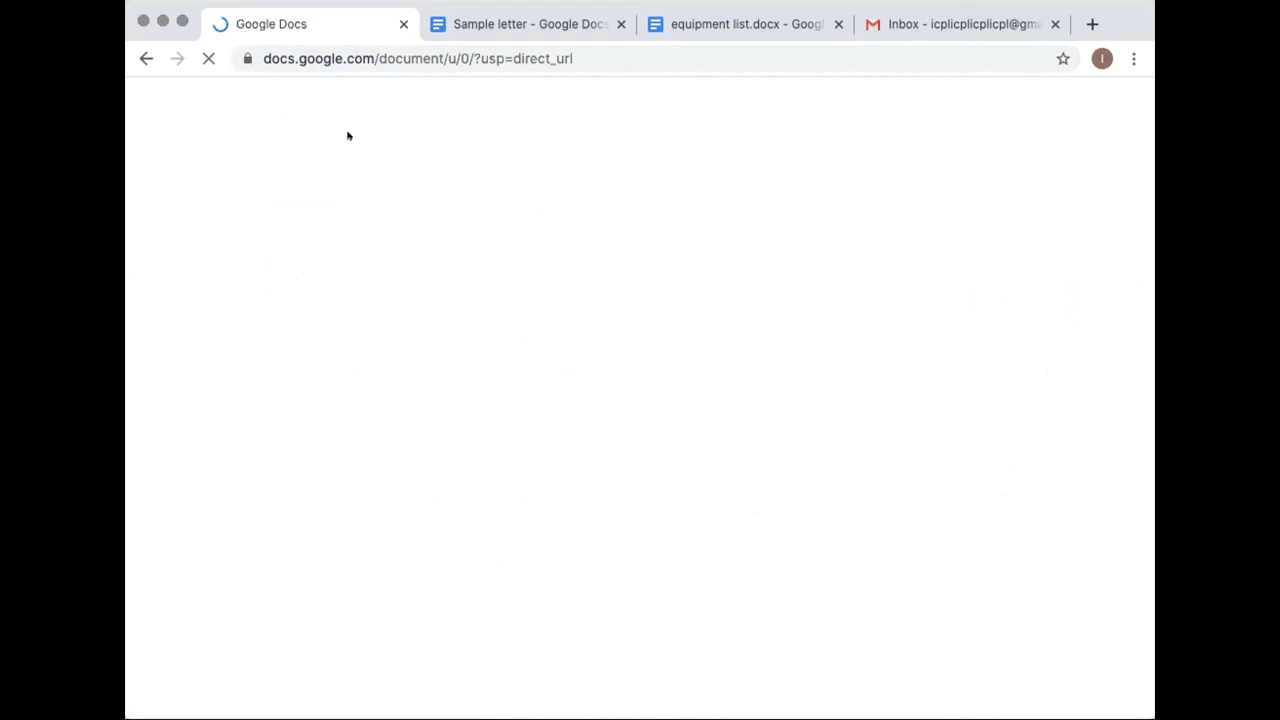 Google Docs
Sample letter - Google Docs
equipment list.docx - Googl
Inbox - icplicplicplicpl@gma
docs.google.com/document/u/0/?usp=direct_url
I